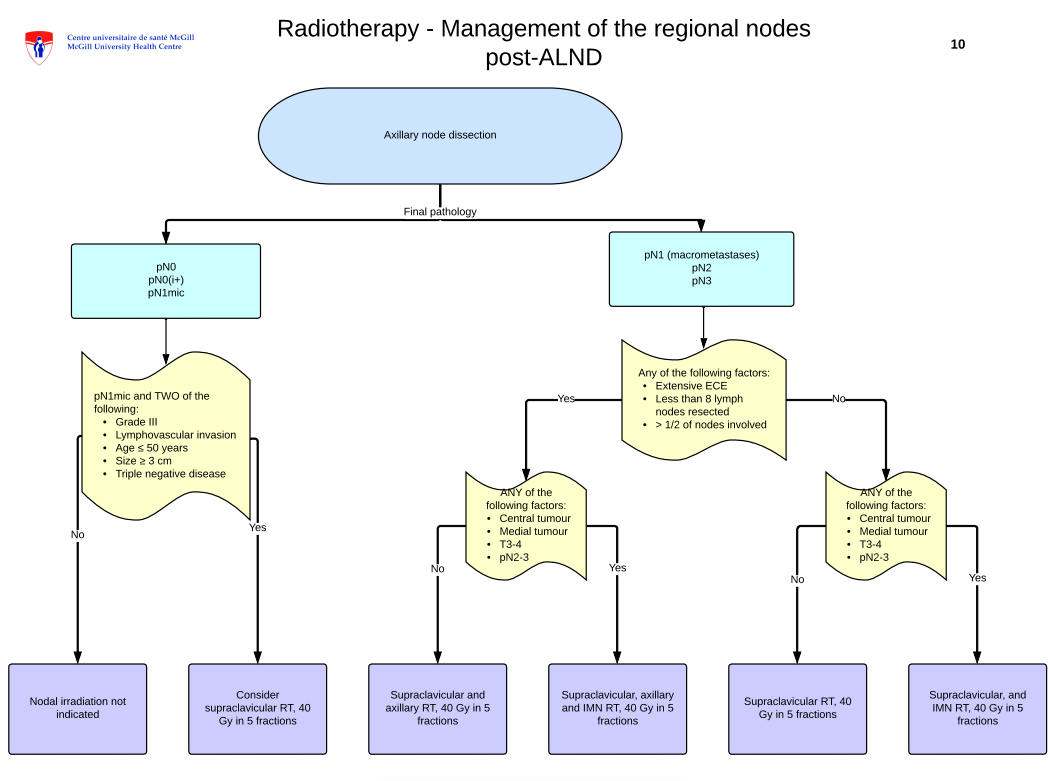 Centre universitaire de santé McGill
McGill University Health Centre
Radiotherapy - Management of the regional nodes
post-ALND
10
Axillary node dissection
Final pathology
pN0
pN0(i+)
pN1mic
pN1 (macrometastases)
pN2
pN3
pN1mic and TWO of the
following:
• Grade III
• Lymphovascular invasion
• Age ≤ 50 years
• Size ≥ 3 cm
• Triple negative disease
No
Yes
Any of the following factors:
• Extensive ECE
• Less than 8 lymph
nodes resected
• > 1/2 of nodes involved
Yes
No
ANY of the
following factors:
• Central tumour
• Medial tumour
• T3-4
• pN2-3
No
Yes
ANY of the
following factors:
• Central tumour
• Medial tumour
• T3-4
• pN2-3
No
Yes
Nodal irradiation not
indicated
Consider
supraclavicular RT, 40
Gy in 5 fractions
Supraclavicular and
axillary RT, 40 Gy in 5
fractions
Supraclavicular, axillary
and IMN RT, 40 Gy in 5
fractions
Supraclavicular RT, 40
Gy in 5 fractions
Supraclavicular, and
IMN RT, 40 Gy in 5
fractions